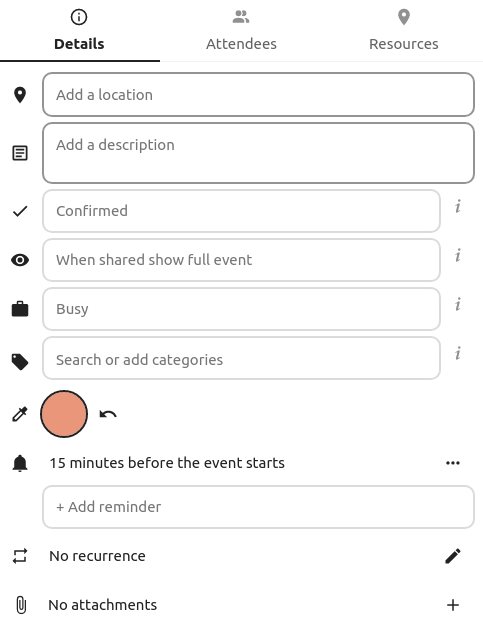 Details
Attendees
Resources
Add a location
Add a description
Confirmed
When shared show full event
Busy
Search or add categories
15 minutes before the event starts
+ Add reminder
No recurrence
No attachments